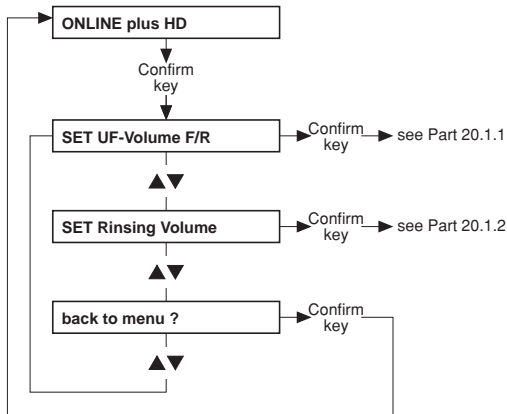 ONLINE plus HD
Confirm
key
SET UF-Volume F/R
Confirm
key
see Part 20.1.1
▲▼
SET Rinsing Volume
Confirm
key
see Part 20.1.2
▲▼
back to menu ?
Confirm
key
▲▼